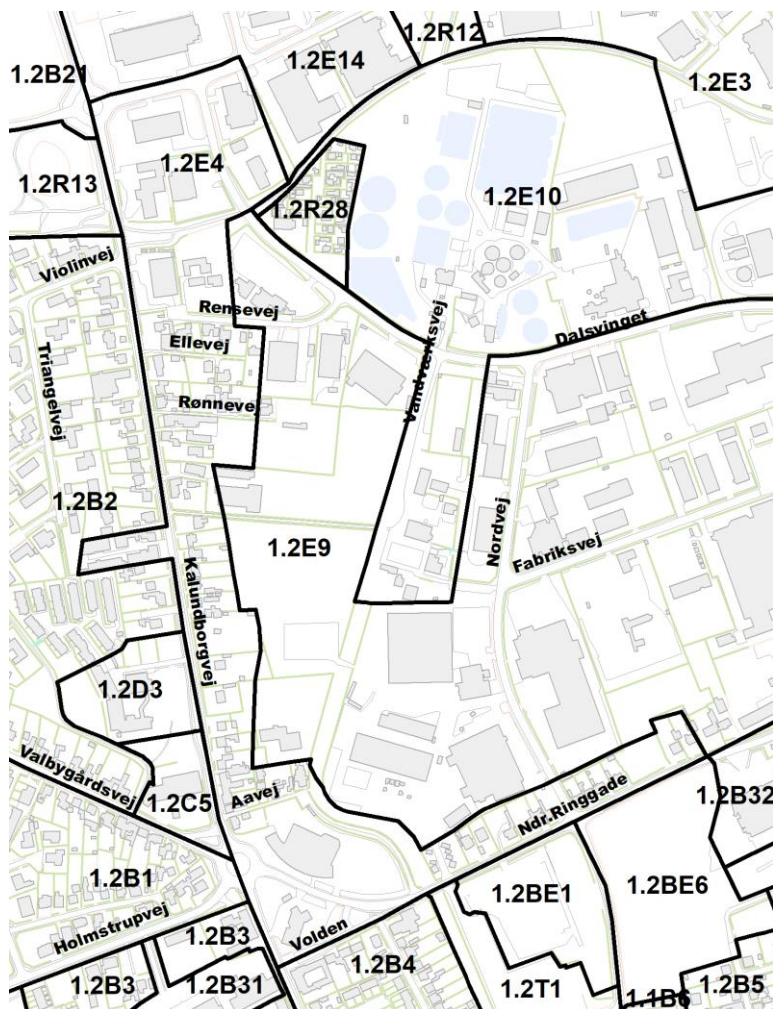 1.2R12
1.2E14
1.2B21
1.2E3
1.2E4
1.2R13
1.2E10
1.2R28
Violinvej
Rensevej
Dalsvinget
Ellevej
Triangelvej
Vandværksvej
Rønnevej
1.2B2
Nordvej
1.2E9
Fabriksvej
Kalundborgvej
1.2D3
Valbygårdsvej
Aavej
Ndr.Ringgade
1.2C5
1.2B32
1.2B1
1.2BE1
1.2BE6
Holmstrupvej
Volden
1.2B3
1.2B4
1.2B3
1.2B31
1.2T1
1.2B5
1.1B6